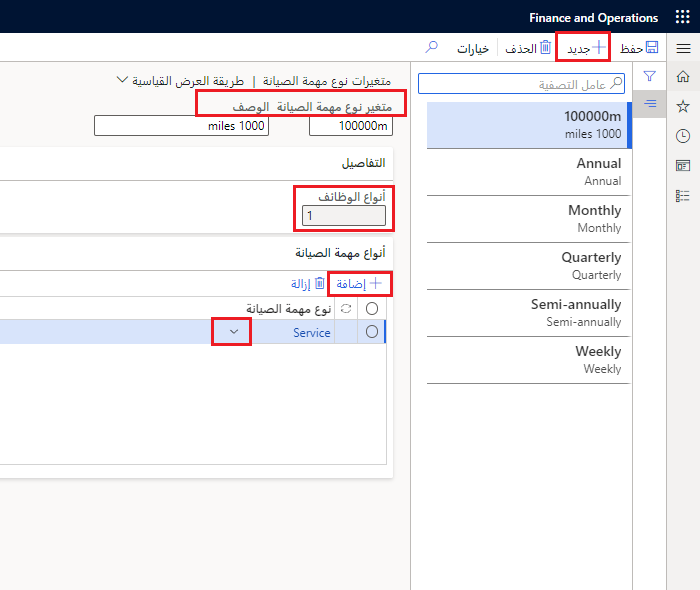 Finance and Operations
حفظ
جديد
الحذف
خيارات
عامل التصفية
100000m
miles 1000
Annual
Annual
Monthly
Monthly
Quarterly
Quarterly
Semi-annually
Semi-annually
Weekly
Weekly
متغيرات نوع مهمة الصيانة | طريقة العرض القياسية
متغير نوع مهمة الصيانة الوصف
100000m miles 1000
التفاصيل
أنواع الوظائف
1
أنواع مهمة الصيانة
إضافة إزالة
نوع مهمة الصيانة
Service